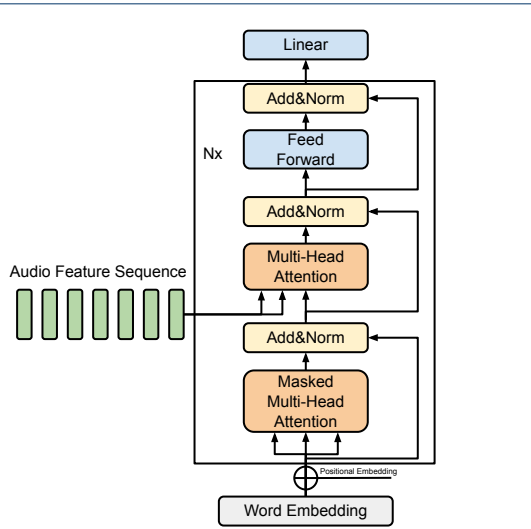 Linear
Add&Norm
Feed
Forward
Nx
Add&Norm
Multi-Head
Attention
Audio Feature Sequence
Add&Norm
Masked
Multi-Head
Attention
Positional Embedding
Word Embedding